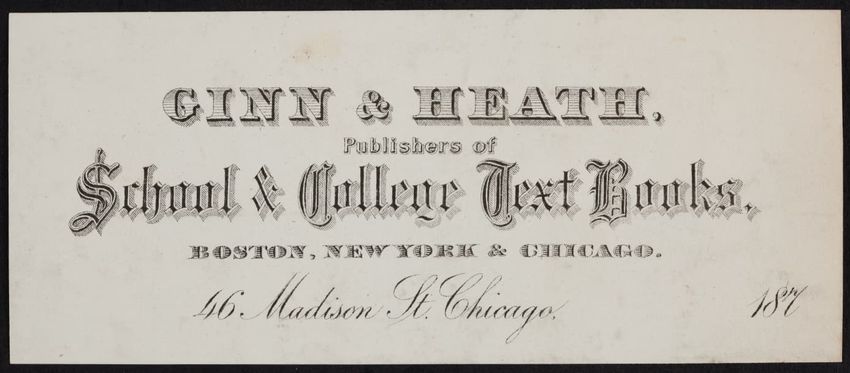 GINN & HEATH.
Publishers of
School & College Text Books.
BOSTON, NEW YORK & CHICAGO.
46 Madison St. Chicago. 187